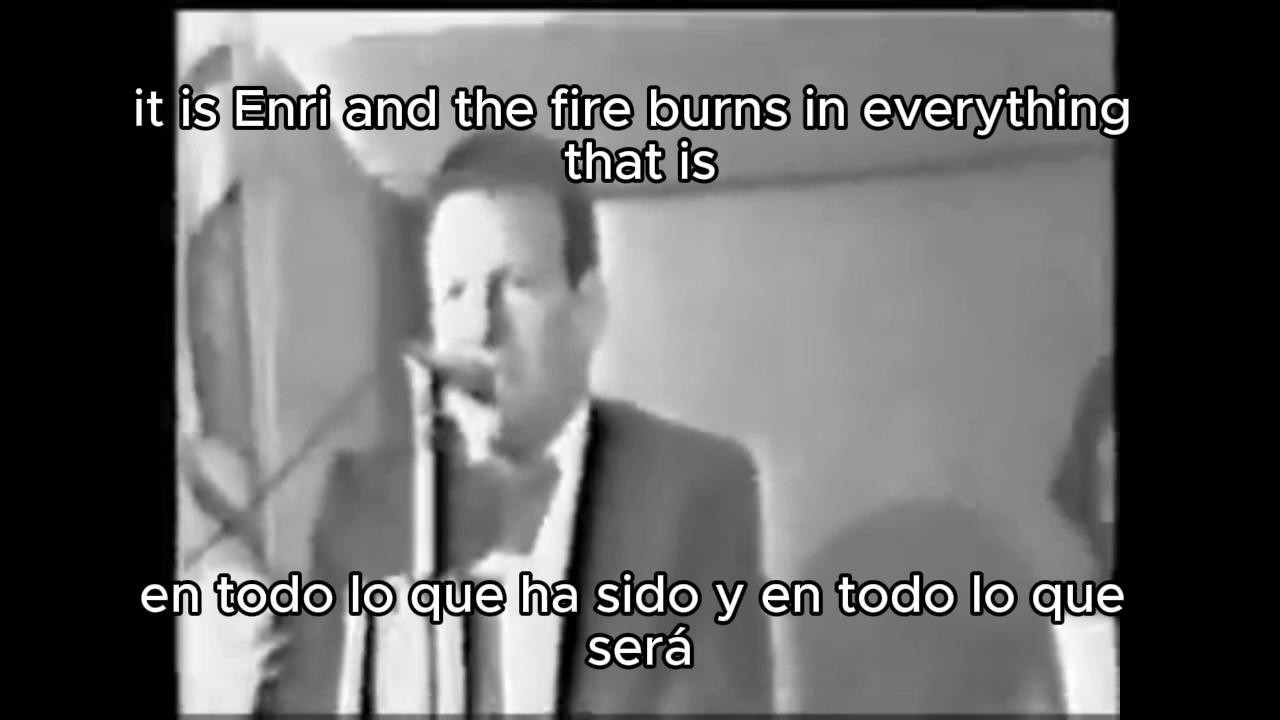 it is Enri and the fire burns in everything
that is
en todo lo que ha sido y en todo lo que
será